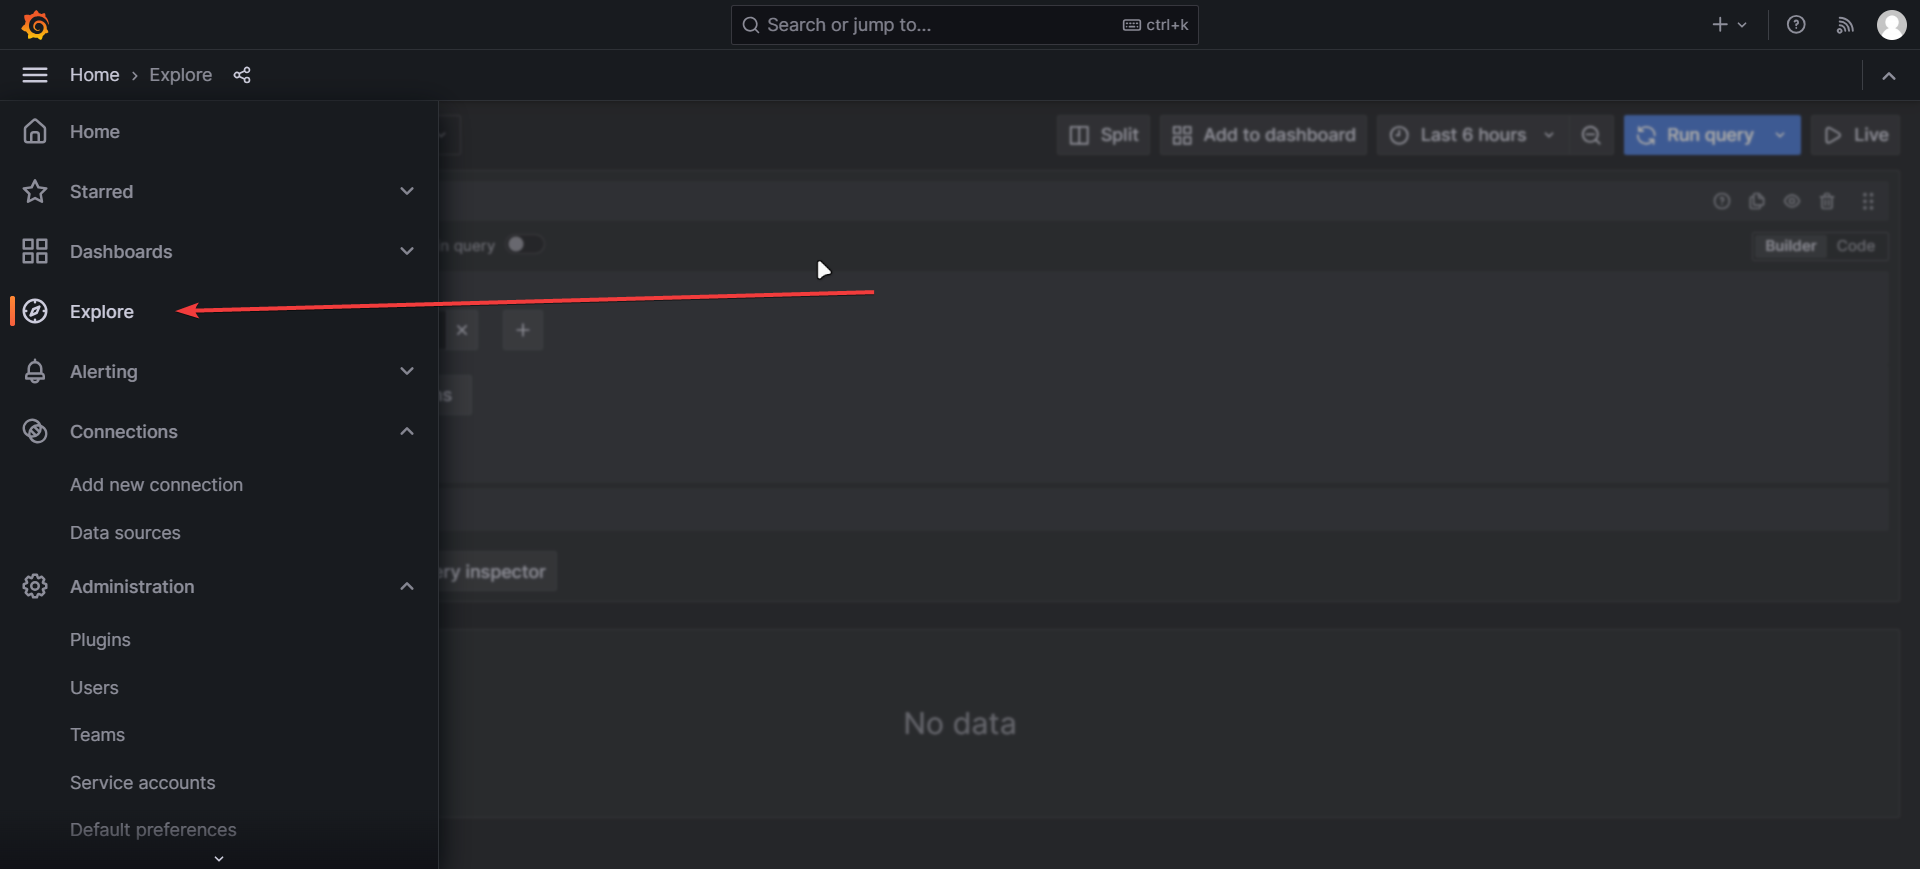 Search or jump to...
ctrl+k
Home › Explore
Home
Starred
Dashboards
Explore
Alerting
Connections
Add new connection
Data sources
Administration
Plugins
Users
Teams
Service accounts
Default preferences
Split
Add to dashboard
Last 6 hours
Run query
Live
query
Builder
Code
inspector
No data